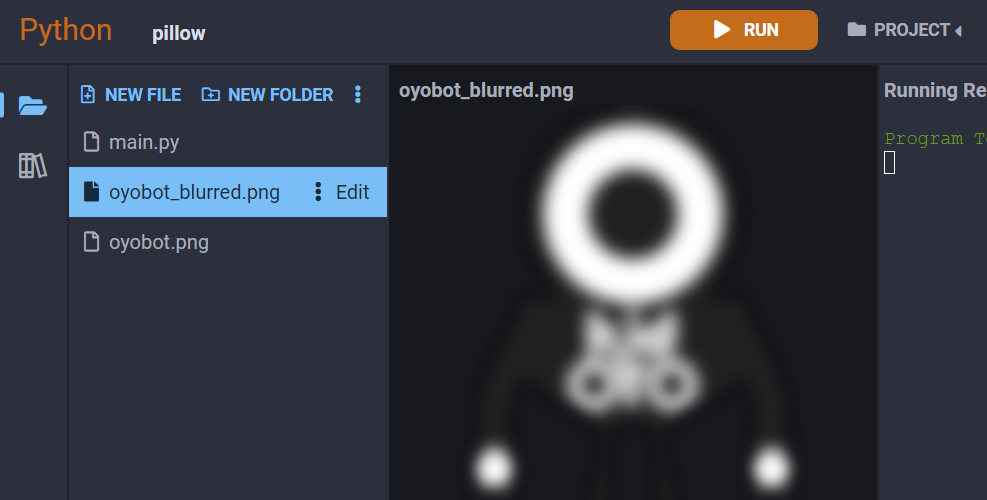 Python
pillow
RUN
PROJECT
NEW FILE
NEW FOLDER
main.py
oyobot_blurred.png
Edit
oyobot.png
oyobot_blurred.png
Running Re
Program T